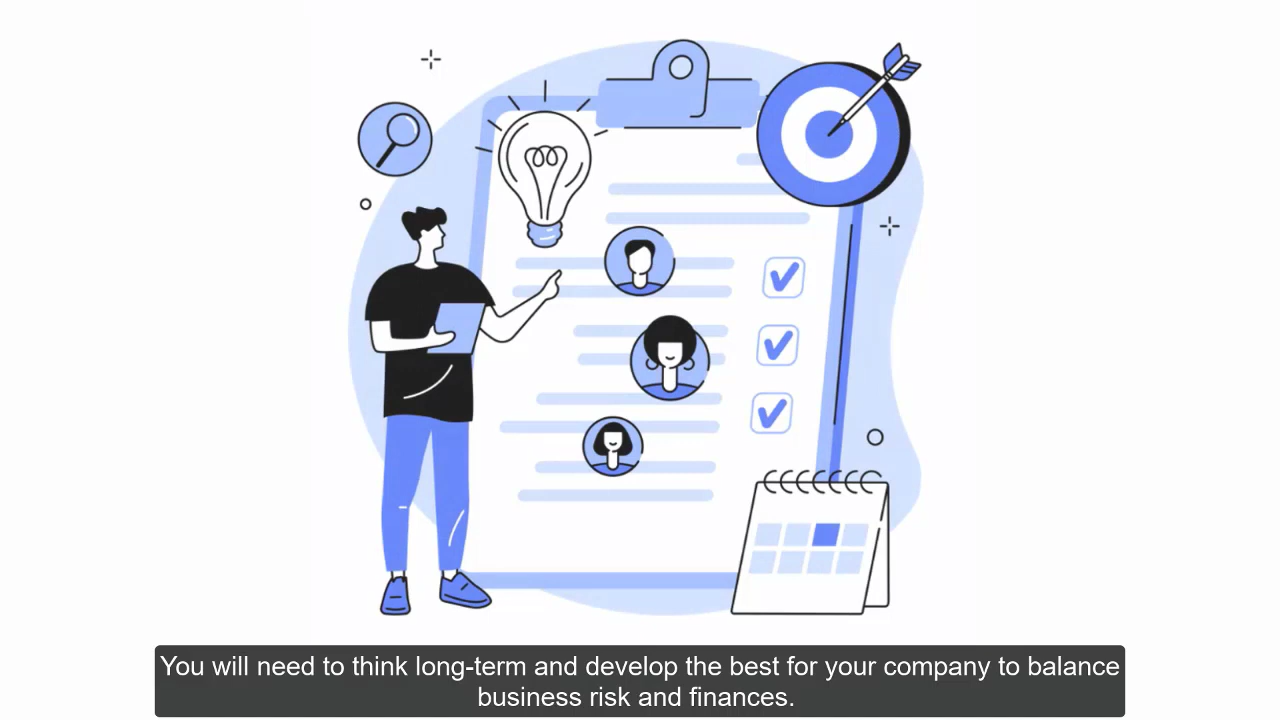 You will need to think long-term and develop the best for your company to balance
business risk and finances.